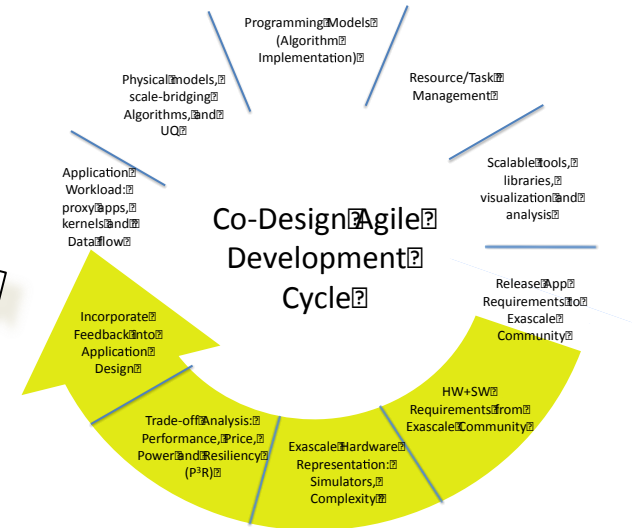 Programming Models
(Algorithm
Implementation)
Physical models,
scale-bridging
Algorithms, and
UQ
Resource/Task
Management
Application
Workload:
proxy apps,
kernels and
Data flow
Scalable tools,
libraries,
visualization and
analysis
Co-Design Agile
Development
Cycle
Release App
Requirements to
Exascale
Community
Incorporate
Feedback into
Application
Design
HW+SW
Requirements from
Exascale Community
Trade-off Analysis:
Performance, Price,
Power and Resiliency
(P³R)
Exascale Hardware
Representation:
Simulators,
Complexity